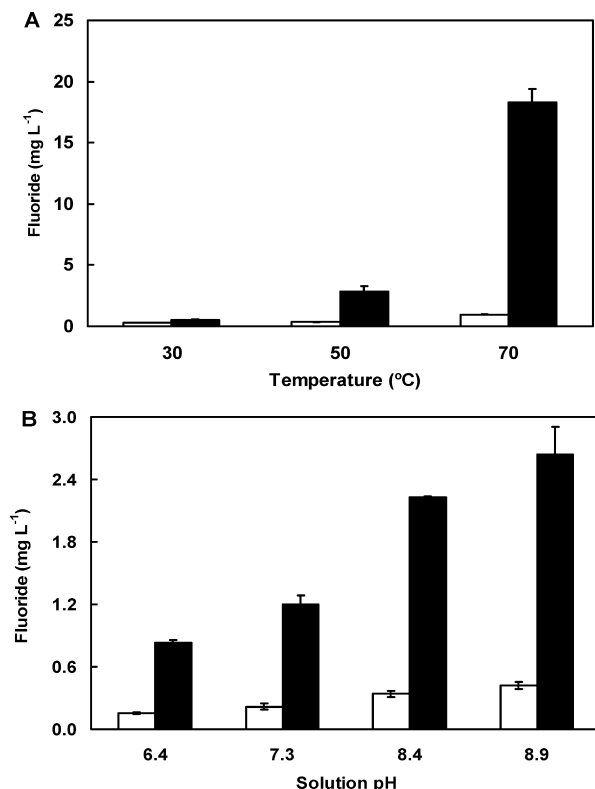 A
25
20
15
10
5
0
Fluoride (mg L⁻¹)
30 50 70
Temperature (ºC)
B
3.0
2.4
1.8
1.2
0.6
0.0
Fluoride (mg L⁻¹)
6.4 7.3 8.4 8.9
Solution pH